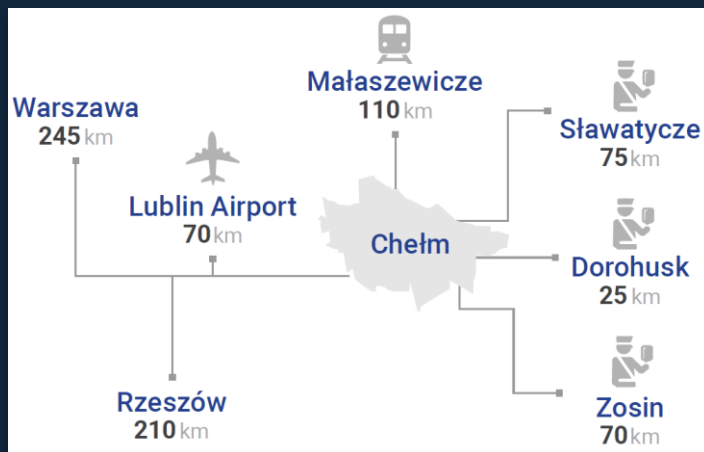 Warszawa
245 km
Lublin Airport
70 km
Małaszewicze
110 km
Chełm
Sławatycze
75 km
Dorohusk
25 km
Zosin
70 km
Rzeszów
210 km